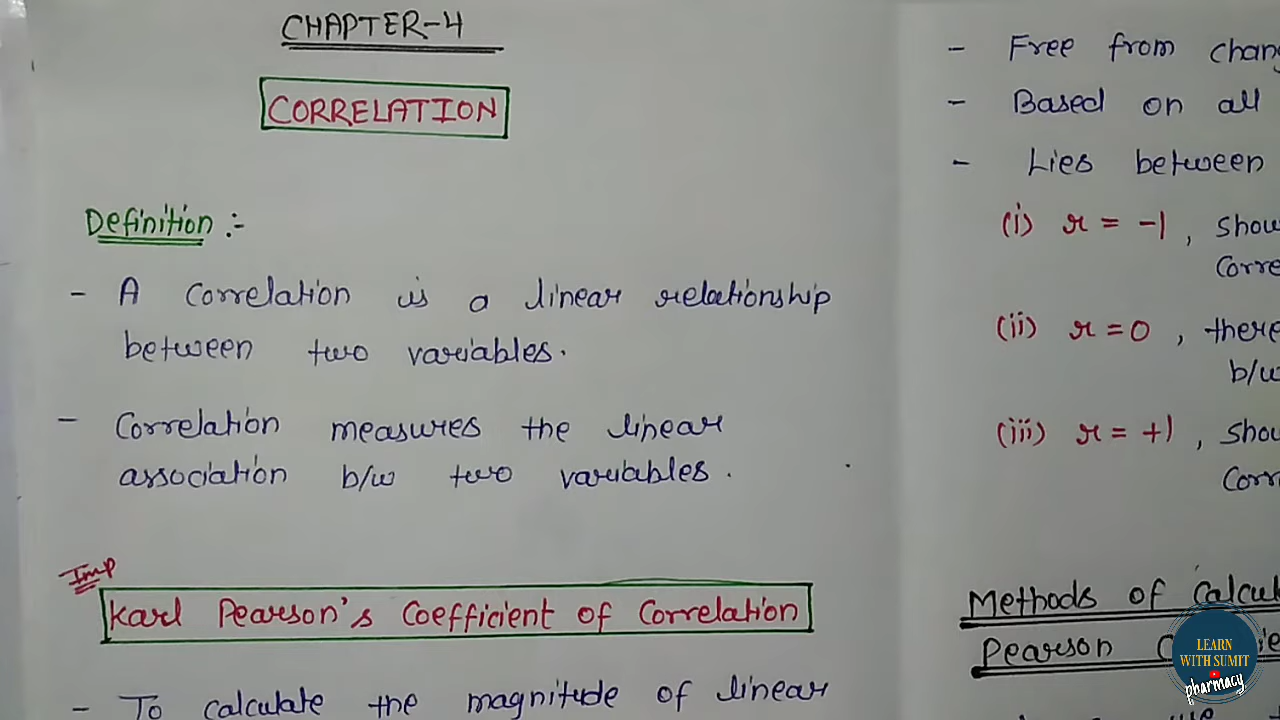 CHAPTER-4
CORRELATION
Definition :-
- A correlation is a linear relationship
between two variables.
- Correlation measures the linear
association b/w two variables.
Imp
Karl Pearson's Coefficient of Correlation
- To calculate the magnitude of linear
- Free from
- Based on all
- Lies between
(i) r = -1,
(ii) r = 0,
b/w
(iii) r = +1,
Methods of
Pearson
LEARN
WITH SUMIT
pharmacy